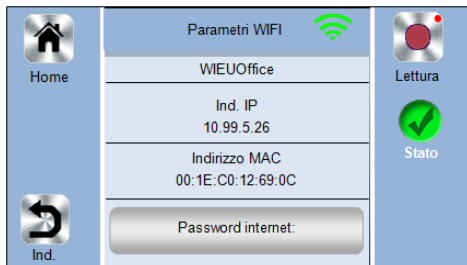 Parametri WIFI
Home
WIEUOffice
Lettura
Ind. IP
10.99.5.26
Stato
Indirizzo MAC
00:1E:C0:12:69:0C
Password internet:
Ind.